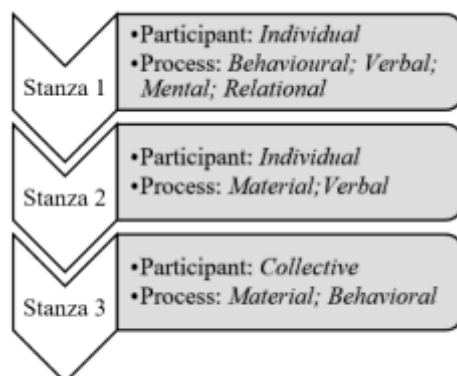 Stanza 1
•Participant: Individual
•Process: Behavioural; Verbal;
Mental; Relational
Stanza 2
•Participant: Individual
•Process: Material;Verbal
Stanza 3
•Participant: Collective
•Process: Material; Behavioral